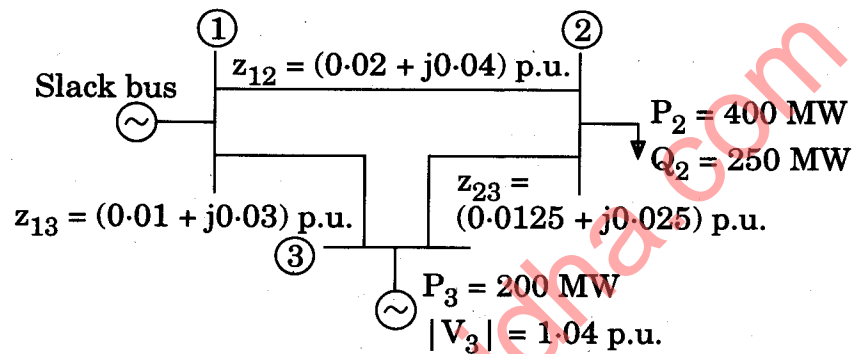 ① ②
z₁₂ = (0·02 + j0·04) p.u.
Slack bus
P₂ = 400 MW
Q₂ = 250 MW
z₂₃ =
(0·0125 + j0·025) p.u.
z₁₃ = (0·01 + j0·03) p.u.
③
P₃ = 200 MW
|V₃| = 1·04 p.u.